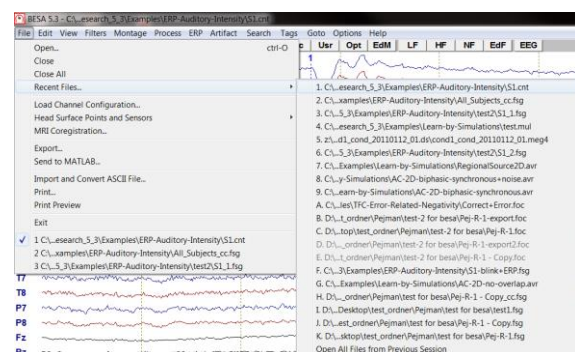 BESA 5.3 - C:\...esearch_5_3\Examples\ERP-Auditory-Intensity\S1.cnt
File Edit View Filters Montage Process ERP Artifact Search Tags Goto Options Help
Usr Opt EdM LF HF NF EdF EEG
Open... ctrl-O
Close
Close All
Recent Files...
Load Channel Configuration...
Head Surface Points and Sensors
MRI Coregistration...
Export...
Send to MATLAB...
Import and Convert ASCII File...
Print...
Print Preview
Exit
1 C:\...esearch_5_3\Examples\ERP-Auditory-Intensity\S1.cnt
2 C:\...xamples\ERP-Auditory-Intensity\All_Subjects_cc.fsg
3 C:\...5_3\Examples\ERP-Auditory-Intensity\test2\S1_1.fsg
1
1. C:\...esearch_5_3\Examples\ERP-Auditory-Intensity\S1.cnt
2. C:\...xamples\ERP-Auditory-Intensity\All_Subjects_cc.fsg
3. C:\...5_3\Examples\ERP-Auditory-Intensity\test2\S1_1.fsg
4. C:\...esearch_5_3\Examples\Learn-by-Simulations\test.mul
5. z:\...d1_cond_20110112_01.ds\cond1_cond_20110112_01.meg4
6. C:\...5_3\Examples\ERP-Auditory-Intensity\test2\S1_2.fsg
7. C:\...Examples\Learn-by-Simulations\RegionalSource2D.avr
8. C:\...y-Simulations\AC-2D-biphasic-synchronous+noise.avr
9. C:\...earn-by-Simulations\AC-2D-biphasic-synchronous.avr
A. C:\...les\TFC-Error-Related-Negativity\Correct+Error.foc
B. D:\...t_ordner\Pejman\test-2 for besa\Pej-R-1-export.foc
C. D:\...top\test_ordner\Pejman\test-2 for besa\Pej-R-1.foc
D. D:\..._ordner\Pejman\test-2 for besa\Pej-R-1-export2.foc
E. D:\...t_ordner\Pejman\test-2 for besa\Pej-R-1 - Copy.foc
F. C:\...3\Examples\ERP-Auditory-Intensity\S1-blink+ERP.fsg
G. C:\...Examples\Learn-by-Simulations\AC-2D-no-overlap.avr
H. D:\..._ordner\Pejman\test for besa\Pej-R-1 - Copy_cc.fsg
I. D:\...Desktop\test_ordner\Pejman\test for besa\test1.fsg
J. D:\...est_ordner\Pejman\test for besa\Pej-R-1 - Copy.fsg
K. D:\...sktop\test_ordner\Pejman\test for besa\Pej-R-1.fsg
Open All Files from Previous Session
T7
T8
P7
P8
Fz